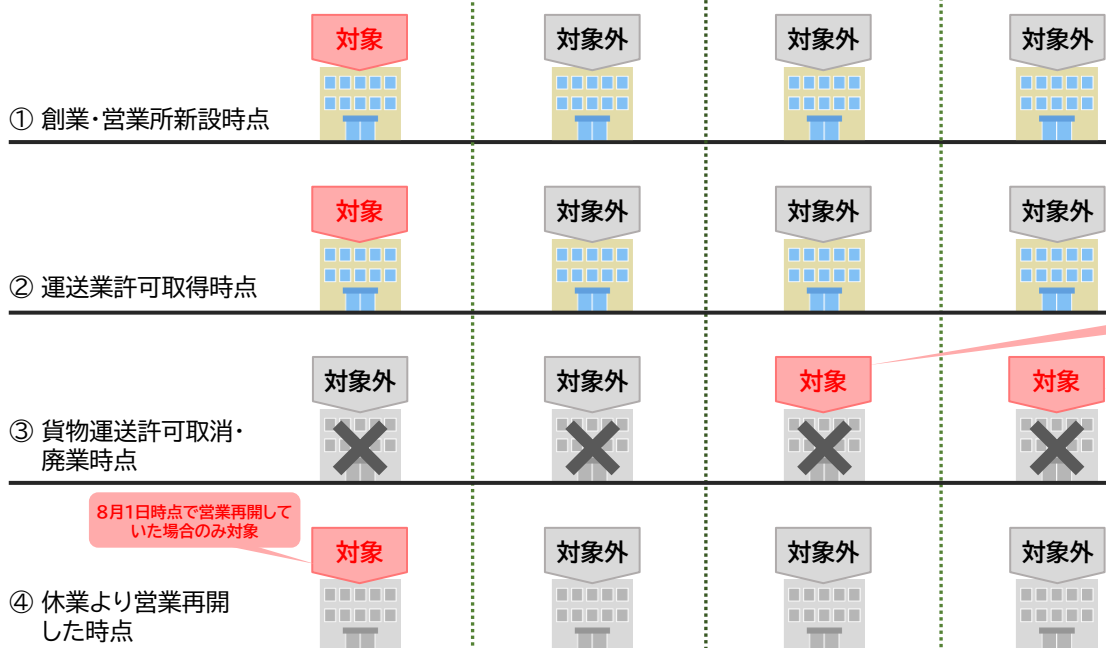 対象 対象外 対象外 対象外
① 創業・営業所新設時点
対象 対象外 対象外 対象外
② 運送業許可取得時点
対象外 対象外 対象 対象
③ 貨物運送許可取消・
廃業時点
8月1日時点で営業再開して
いた場合のみ対象
対象 対象外 対象外 対象外
④ 休業より営業再開
した時点